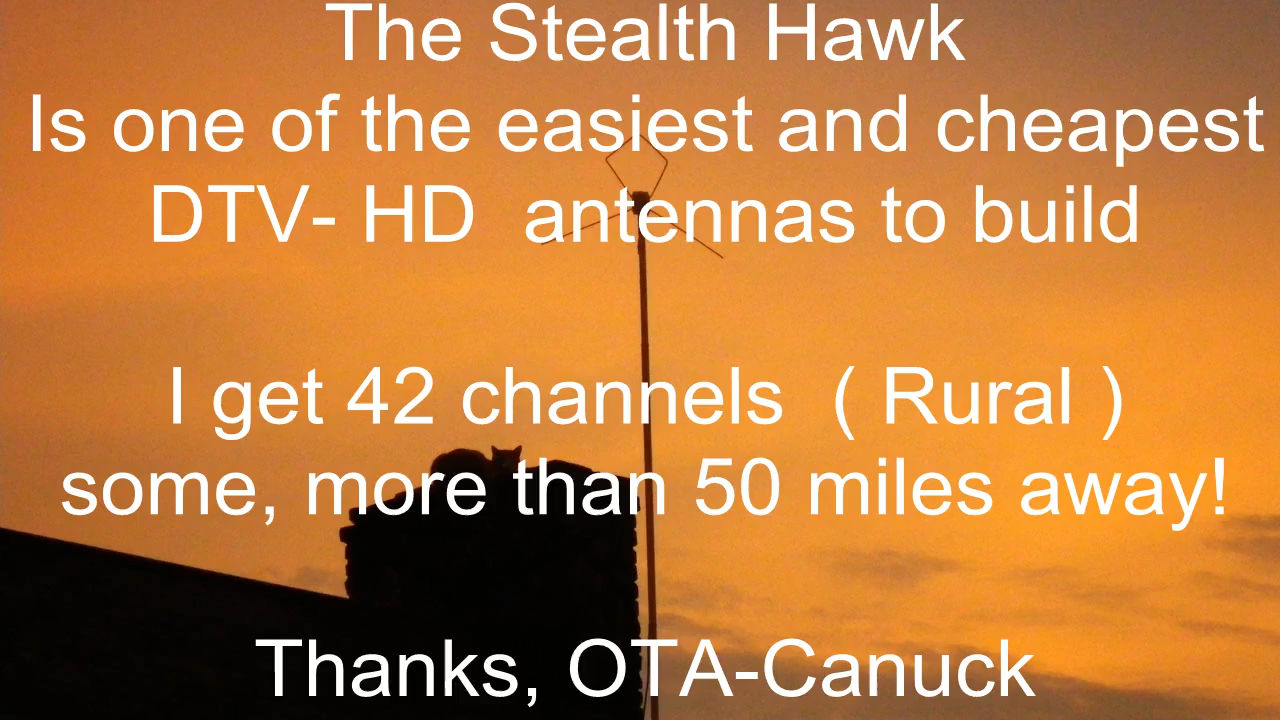 The Stealth Hawk
Is one of the easiest and cheapest
DTV- HD  antennas to build
I get 42 channels  ( Rural )
some, more than 50 miles away!
Thanks, OTA-Canuck